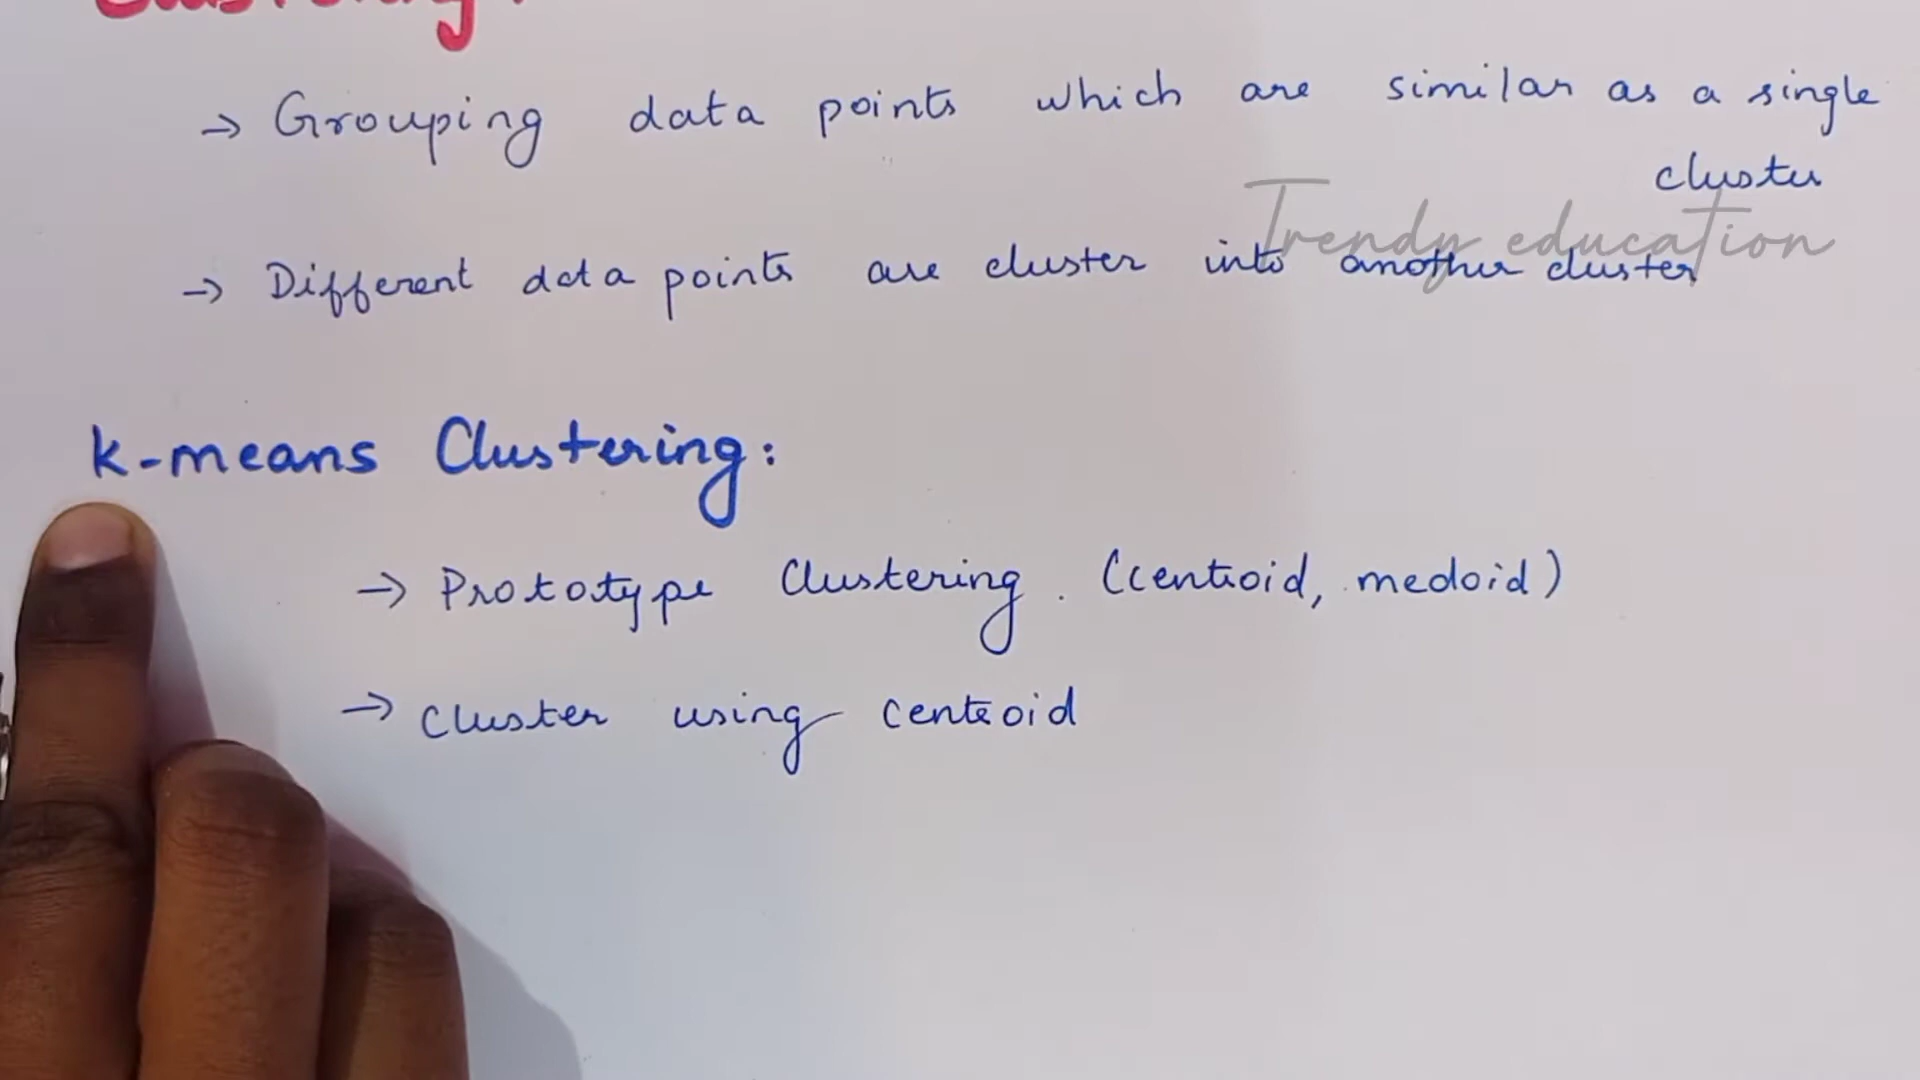 Clustering:
→ Grouping data points which are similar as a single
cluster
Trendy education
→ Different data points are cluster into another cluster
k-means Clustering:
→ Prototype Clustering. (centroid, medoid)
→ cluster using centroid